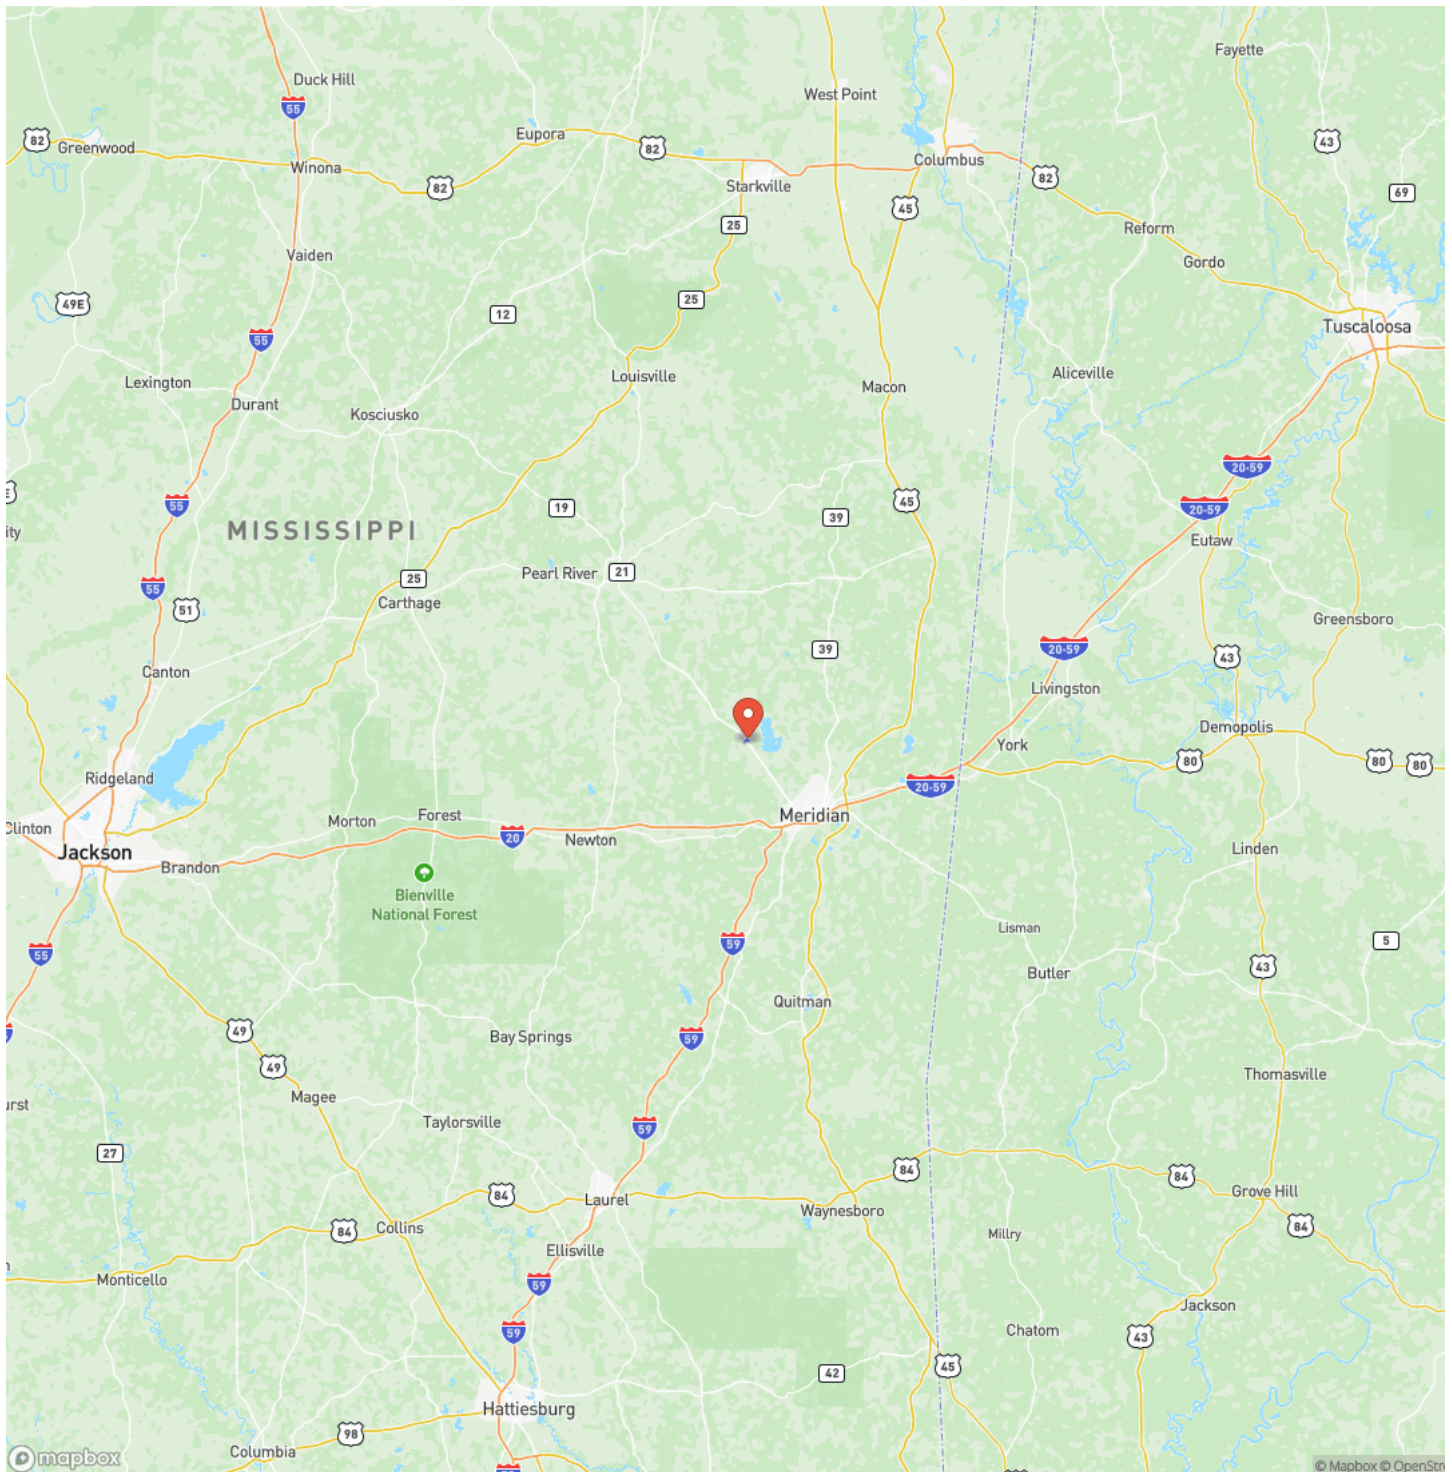 Fayette
Duck Hill
West Point
55
Eupora
82
Greenwood
82
43
Columbus
Winona
82
Starkville
82
69
45
25
Reform
Vaiden
Gordo
49E
25
12
Tuscaloosa
55
Louisville
Aliceville
Lexington
Macon
Durant
Kosciusko
20-59
E
55
45
19
20-59
39
ity
MISSISSIPPI
Eutaw
Pearl River
21
25
55
Carthage
51
Greensboro
39
20-59
43
Canton
Livingston
Demopolis
York
80
80
80
Ridgeland
20-59
Forest
Meridian
Morton
Clinton
20
Newton
Jackson
Linden
Brandon
Bienville
National Forest
Lisman
5
59
55
43
Butler
Quitman
49
Bay Springs
59
49
Thomasville
Magee
urst
Taylorsville
59
27
84
84
84
Grove Hill
Laurel
Waynesboro
84
Collins
84
Millry
Ellisville
Monticello
59
n
Jackson
59
Chatom
43
45
42
Hattiesburg
98
Columbia
mapbox
© Mapbox © OpenStr